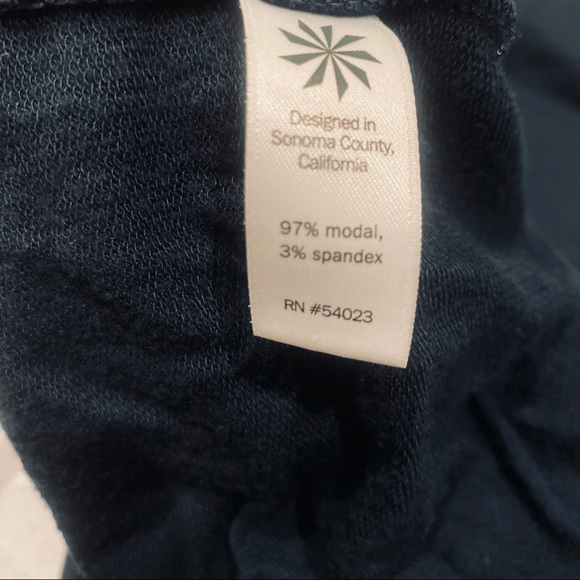 Designed in
Sonoma County,
California
97% modal,
3% spandex
RN #54023